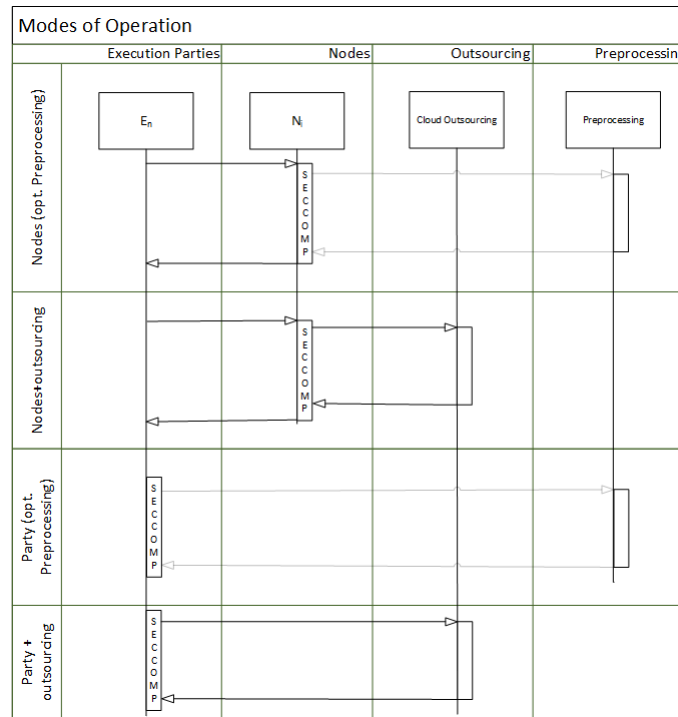 Modes of Operation
Execution Parties
Nodes
Outsourcing
Preprocessin
Nodes (opt. Preprocessing)
Eₙ
Nᵢ
Cloud Outsourcing
Preprocessing
S
E
C
C
O
M
P
Nodes+outsourcing
S
E
C
C
O
M
P
Party (opt.
Preprocessing)
S
E
C
C
O
M
P
Party +
outsourcing
S
E
C
C
O
M
P